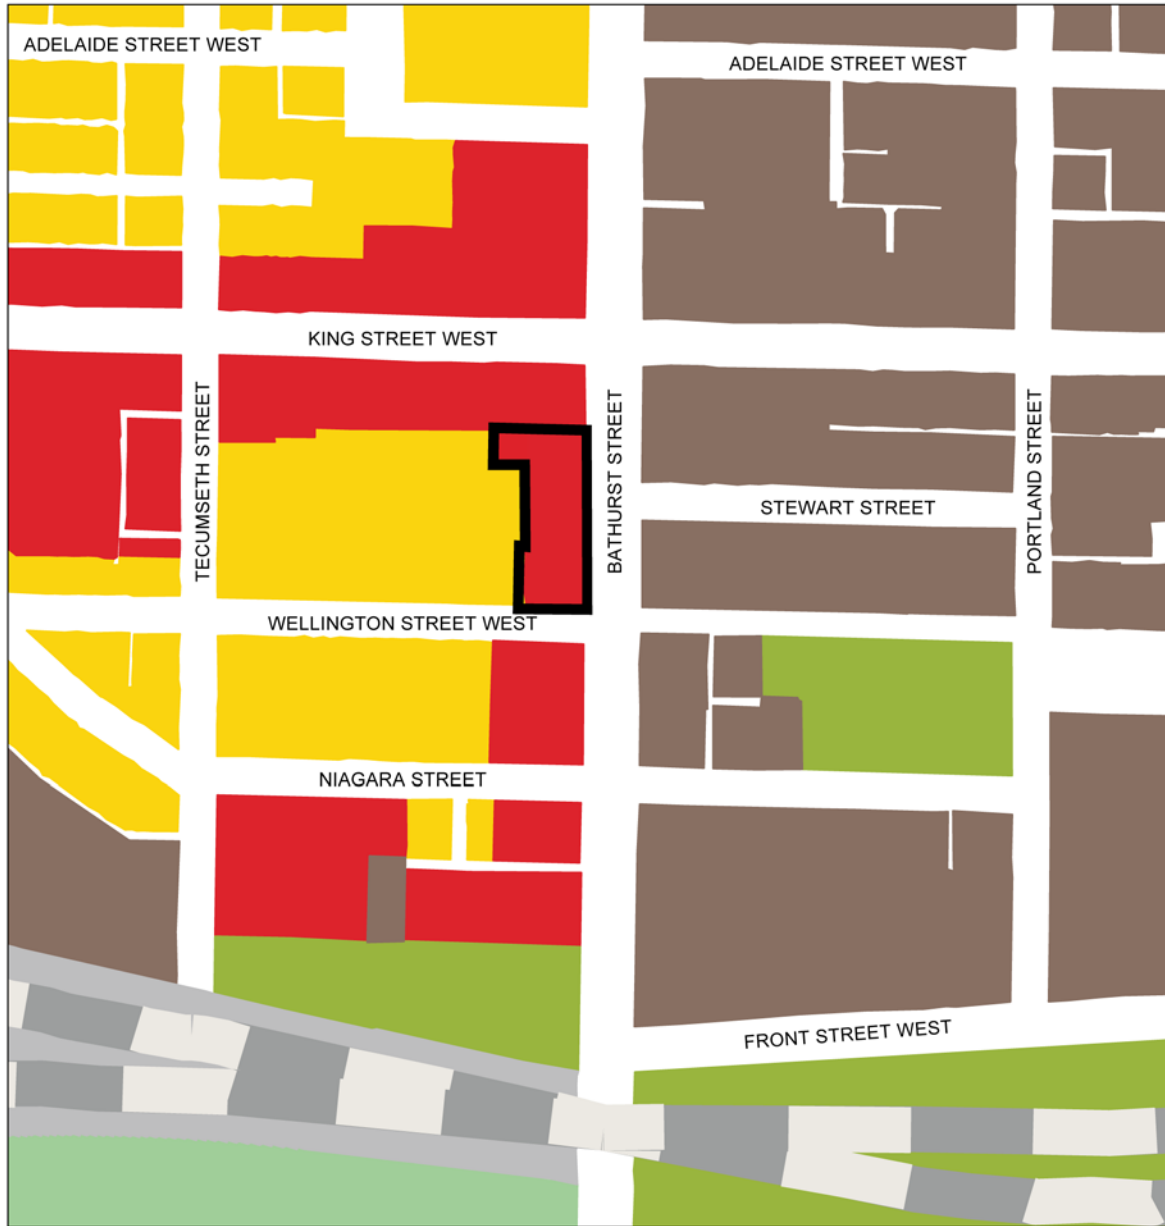 ADELAIDE STREET WEST
ADELAIDE STREET WEST
KING STREET WEST
TECUMSETH STREET
BATHURST STREET
PORTLAND STREET
STEWART STREET
WELLINGTON STREET WEST
NIAGARA STREET
FRONT STREET WEST